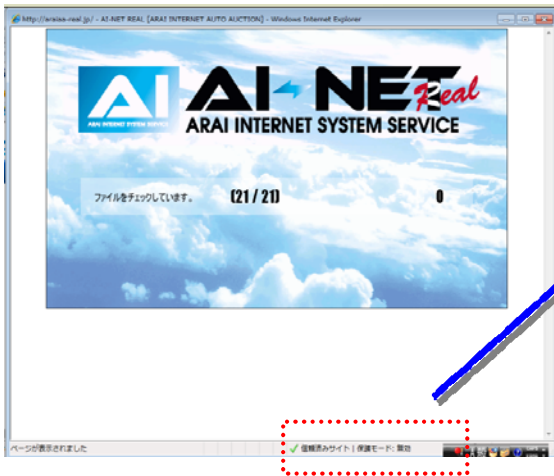 http://araiaa-real.jp/ - AI-NET REAL [ARAI INTERNET AUTO AUCTION] - Windows Internet Explorer
AI
ARAI INTERNET SYSTEM SERVICE
AI-NET Real
ARAI INTERNET SYSTEM SERVICE
ファイルをチェックしています。 (21 / 21) 0
ページが表示されました
信頼済みサイト | 保護モード: 無効